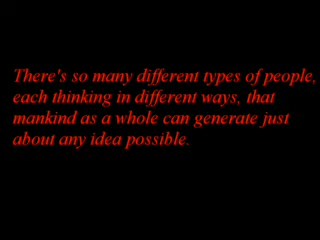 There's so many different types of people,
each thinking in different ways, that
mankind as a whole can generate just
about any idea possible.